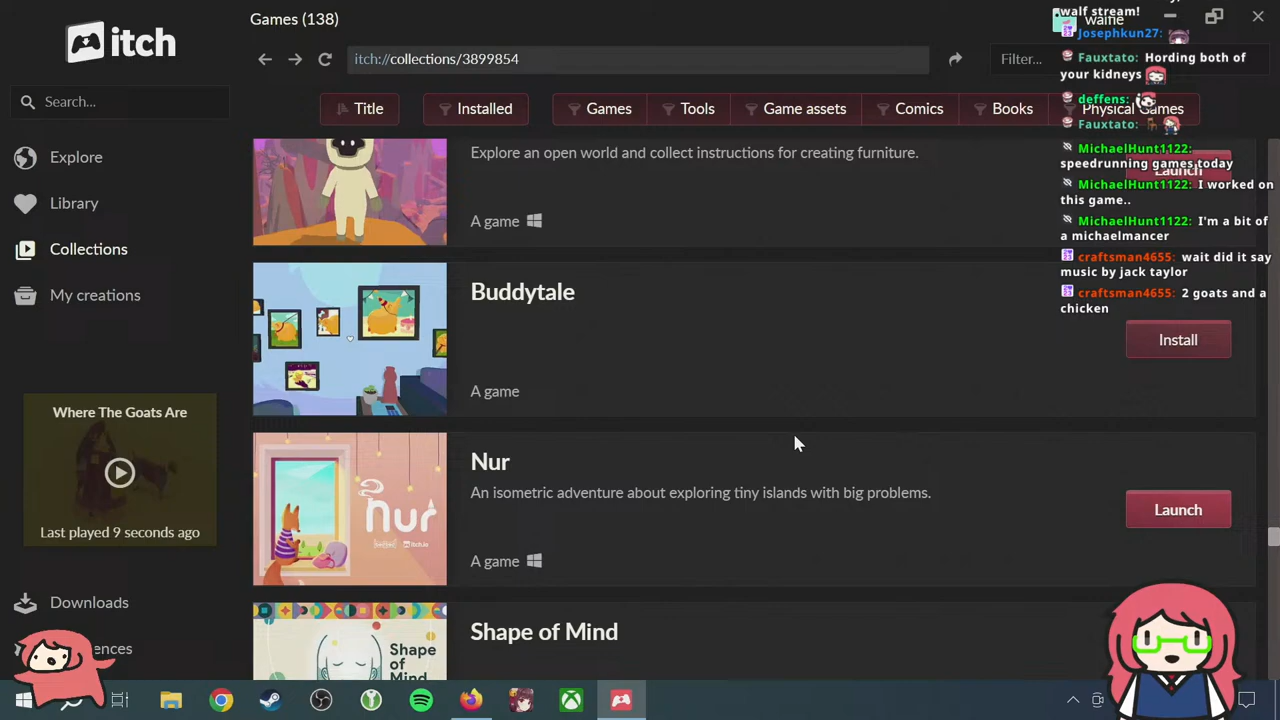 Games (138)
itch
itch://collections/3899854
Filter...
Search...
Title
Installed
Games
Tools
Game assets
Comics
Books
Physical Games
Explore
Library
Collections
My creations
Where The Goats Are
Last played 9 seconds ago
Downloads
Explore an open world and collect instructions for creating furniture.
A game
Launch
Buddytale
A game
Install
Nur
An isometric adventure about exploring tiny islands with big problems.
A game
Launch
nur
itch.io
Shape of Mind
Shape
of
Mind
walf stream!
Josephkun27:
Fauxtato: Hording both of
your kidneys
deffens:
Fauxtato:
MichaelHunt1122:
speedrunning games today
MichaelHunt1122: I worked on
this game..
MichaelHunt1122: I'm a bit of
a michaelmancer
craftsman4655: wait did it say
music by jack taylor
craftsman4655: 2 goats and a
chicken